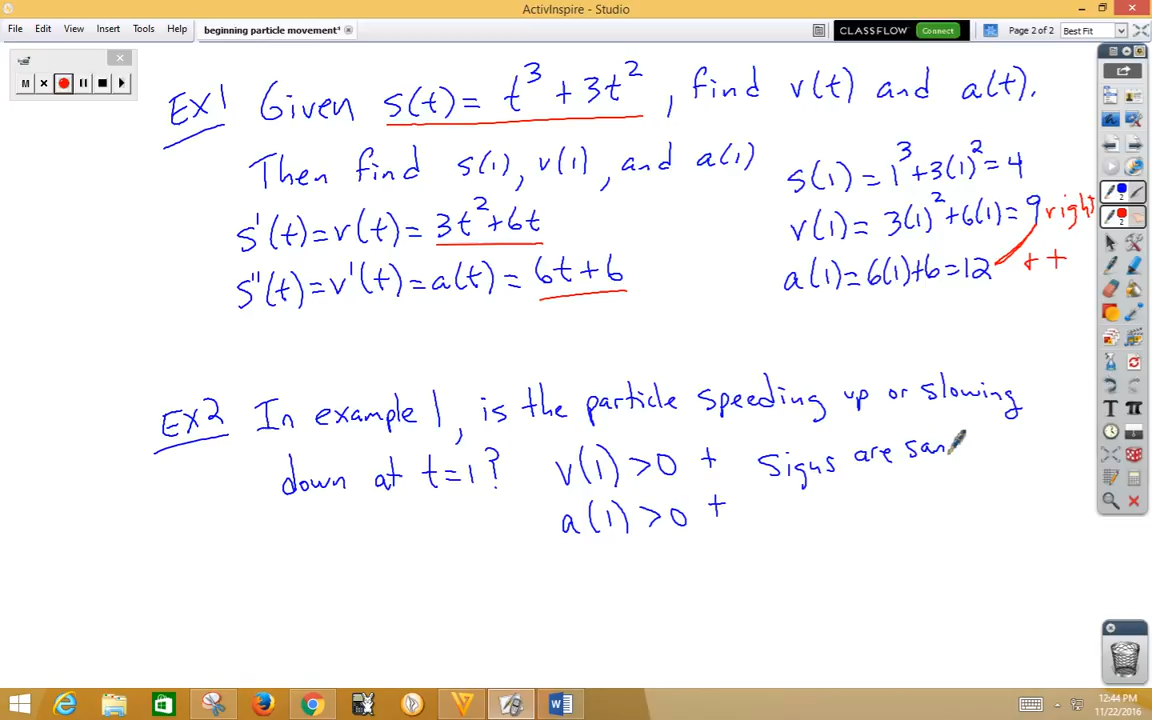 ActivInspire - Studio
File Edit View Insert Tools Help
beginning particle movement*
CLASSFLOW Connect
Page 2 of 2 Best Fit
EX1 Given s(t) = t³ + 3t², find v(t) and a(t).
Then find s(1), v(1), and a(1)
s(1) = 1³+3(1)²=4
s'(t)=v(t)= 3t²+6t
v(1)= 3(1)²+6(1)=9 right
s''(t)=v'(t)=a(t)= 6t+6
a(1)=6(1)+6=12 ++
EX2 In example 1, is the particle speeding up or slowing
down at t=1? v(1)>0 + Signs are sam
a(1)>0 +
12:44 PM
11/22/2016